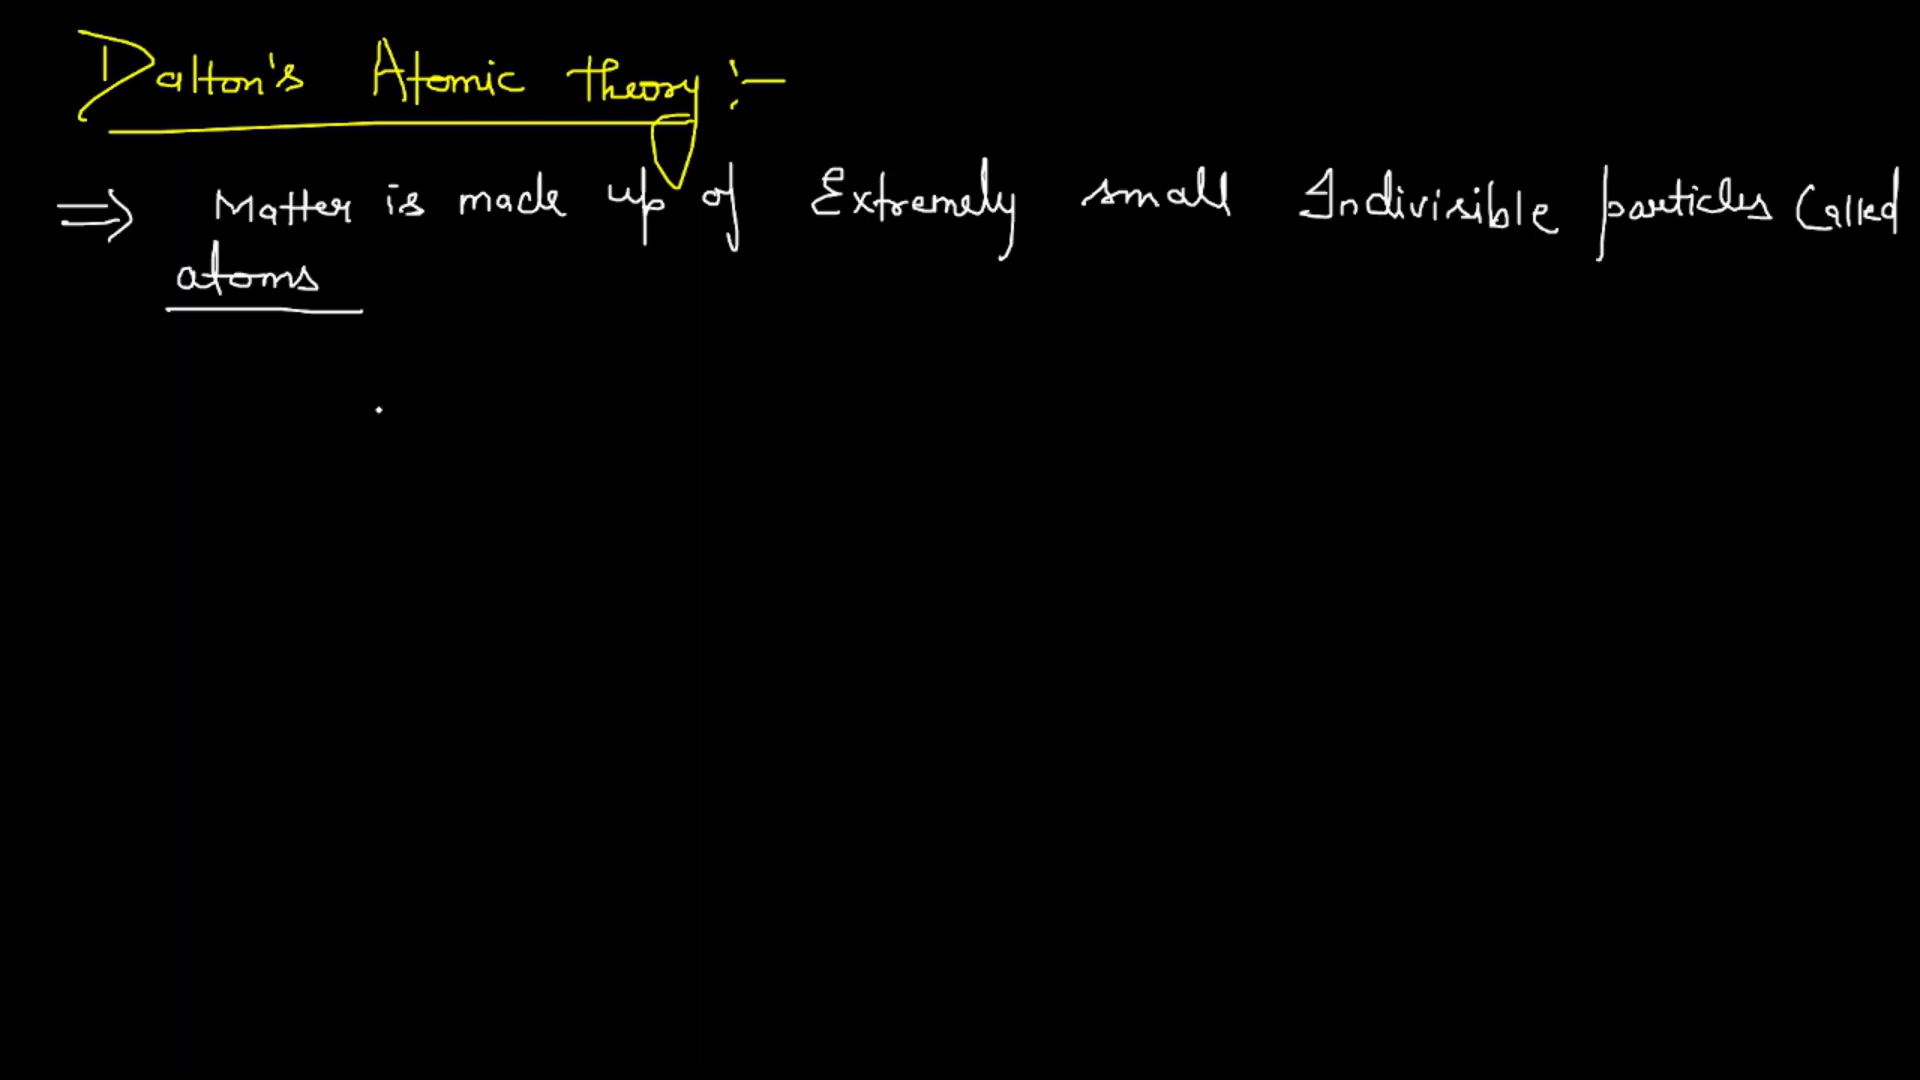 Dalton's Atomic theory :-
⇒ Matter is made up of Extremely small Indivisible particles Called
atoms